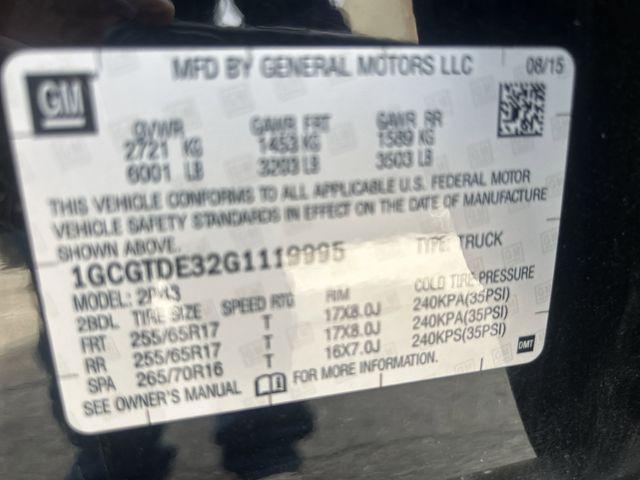 MFD BY GENERAL MOTORS LLC 08/15
GM
GVWR GAWR FRT GAWR RR
2721 KG 1453 KG 1589 KG
6001 LB 3203 LB 3503 LB
THIS VEHICLE CONFORMS TO ALL APPLICABLE U.S. FEDERAL MOTOR
VEHICLE SAFETY STANDARDS IN EFFECT ON THE DATE OF MANUFACTURE
SHOWN ABOVE.
1GCGTDE32G1119995 TYPE: TRUCK
MODEL:
2BDL TIRE SIZE SPEED RTG RIM COLD TIRE PRESSURE
FRT 255/65R17 T 17X8.0J 240KPA(35PSI)
RR 255/65R17 T 17X8.0J 240KPA(35PSI)
SPA 265/70R16 T 16X7.0J 240KPS(35PSI)
SEE OWNER'S MANUAL FOR MORE INFORMATION. DMT